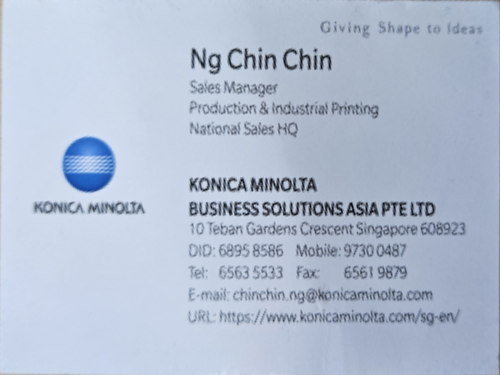 Giving Shape to Ideas
Ng Chin Chin
Sales Manager
Production & Industrial Printing
National Sales HQ
KONICA MINOLTA
KONICA MINOLTA
BUSINESS SOLUTIONS ASIA PTE LTD
10 Teban Gardens Crescent Singapore 608923
DID: 6895 8586 Mobile: 9730 0487
Tel: 6563 5533 Fax: 6561 9879
E-mail: chinchin.ng@konicaminolta.com
URL: https://www.konicaminolta.com/sg-en/